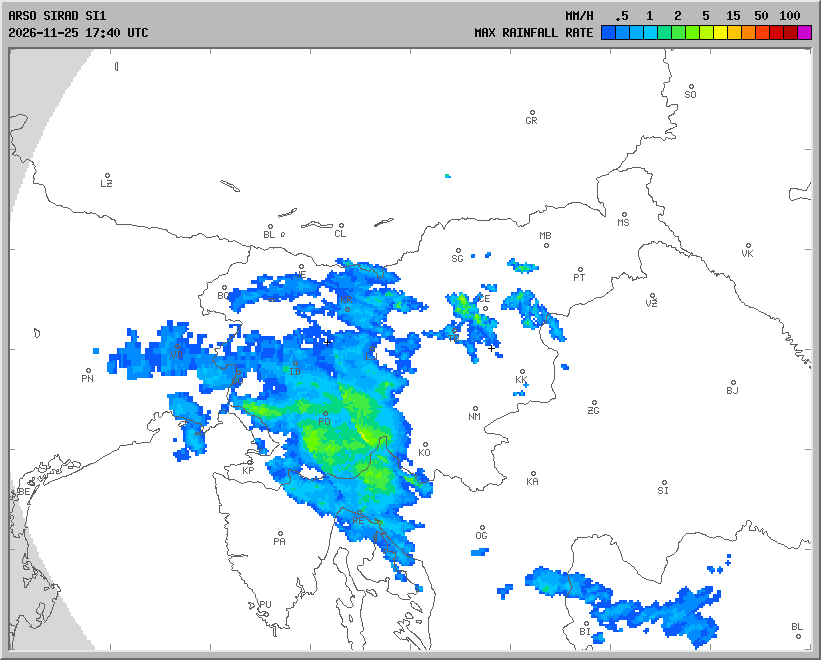 ARSO SIRAD SI1
2026-11-25 17:40 UTC
MM/H .5 1 2 5 15 50 100
MAX RAINFALL RATE
SO
GR
LZ
MS
BL
CL
MB
VK
SG
PT
BO
CE
VZ
PN
KK
BJ
ZG
NM
PO
KO
KP
KA
SI
BE
OG
PA
PU
BI
BL